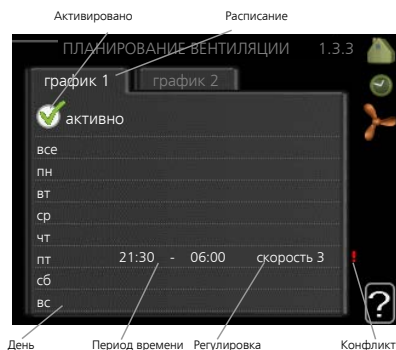 Активировано Расписание
ПЛАНИРОВАНИЕ ВЕНТИЛЯЦИИ 1.3.3
график 1 график 2
активно
все
пн
вт
ср
чт
пт 21:30 - 06:00 скорость 3 !
сб
вс
?
День Период времени Регулировка Конфликт